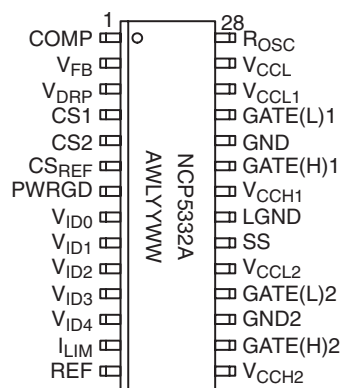 1 28
COMP R_OSC
V_FB V_CCL
V_DRP V_CCL1
CS1 GATE(L)1
CS2 GND
CS_REF GATE(H)1
PWRGD V_CCH1
V_ID0 LGND
V_ID1 SS
V_ID2 V_CCL2
V_ID3 GATE(L)2
V_ID4 GND2
I_LIM GATE(H)2
REF V_CCH2
NCP5332A
AWLYYWW